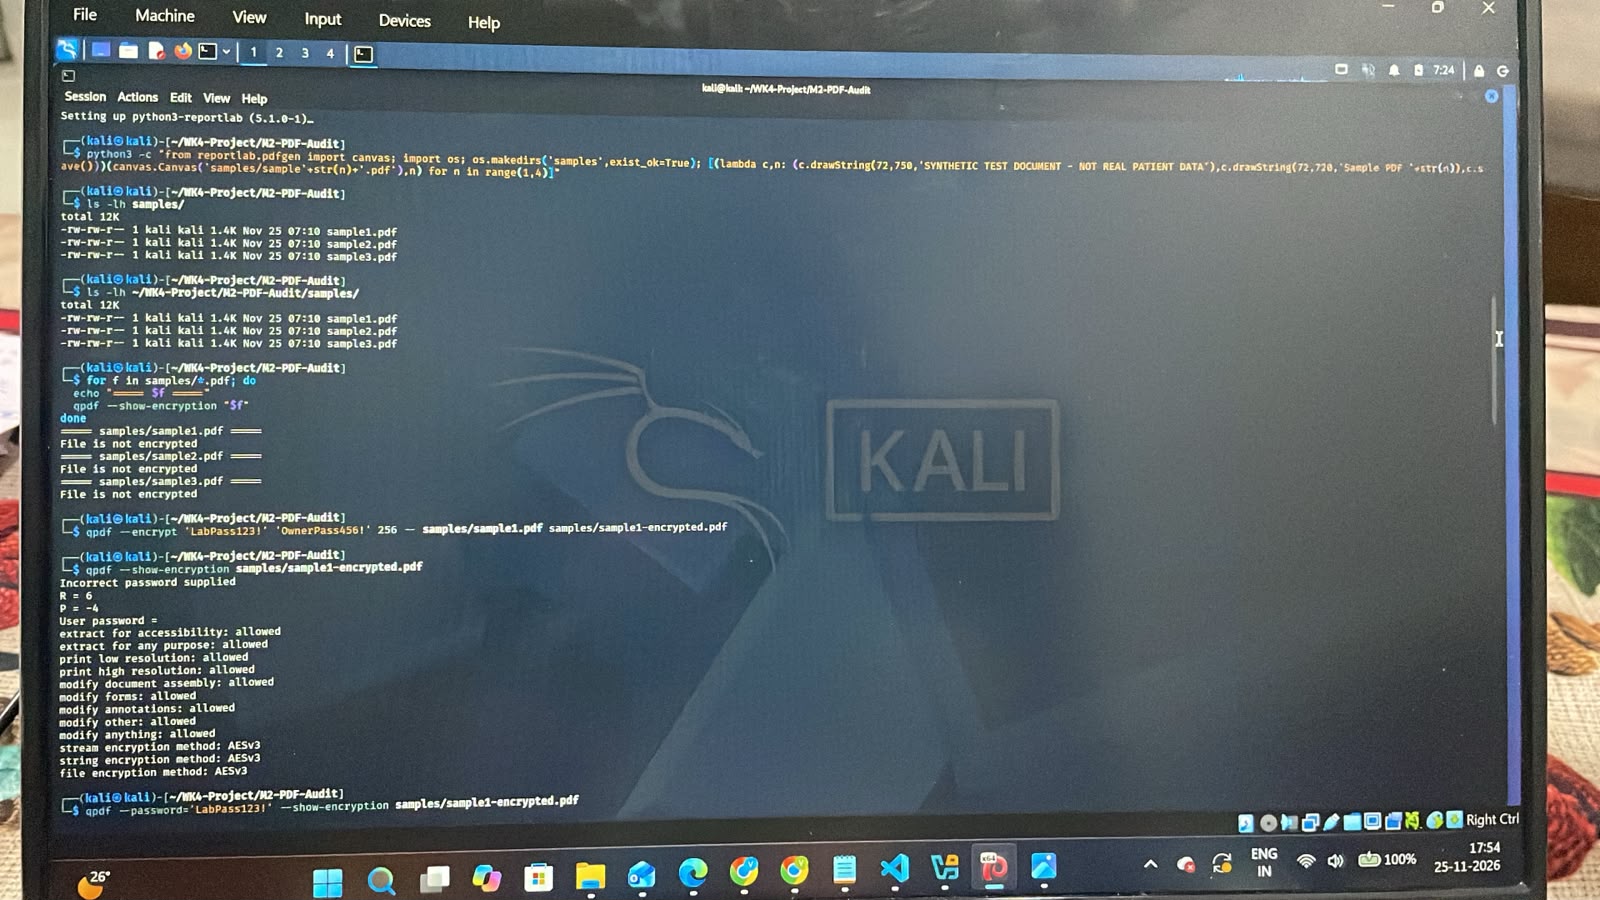 File Machine View Input Devices Help
1 2 3 4
7:24
kali@kali: ~/WK4-Project/M2-PDF-Audit
Session Actions Edit View Help
Setting up python3-reportlab (5.1.0-1)…
┌──(kali㉿kali)-[~/WK4-Project/M2-PDF-Audit]
└─$ python3 -c "from reportlab.pdfgen import canvas; import os; os.makedirs('samples',exist_ok=True); [(lambda c,n: (c.drawString(72,750,'SYNTHETIC TEST DOCUMENT - NOT REAL PATIENT DATA"),c.drawString(72,720,'Sample PDF '+str(n)),c.s
ave()))(canvas.Canvas('samples/sample'+str(n)+'.pdf'),n) for n in range(1,4)]"
┌──(kali㉿kali)-[~/WK4-Project/M2-PDF-Audit]
└─$ ls -lh samples/
total 12K
-rw-rw-r-- 1 kali kali 1.4K Nov 25 07:10 sample1.pdf
-rw-rw-r-- 1 kali kali 1.4K Nov 25 07:10 sample2.pdf
-rw-rw-r-- 1 kali kali 1.4K Nov 25 07:10 sample3.pdf
┌──(kali㉿kali)-[~/WK4-Project/M2-PDF-Audit]
└─$ ls -lh ~/WK4-Project/M2-PDF-Audit/samples/
total 12K
-rw-rw-r-- 1 kali kali 1.4K Nov 25 07:10 sample1.pdf
-rw-rw-r-- 1 kali kali 1.4K Nov 25 07:10 sample2.pdf
-rw-rw-r-- 1 kali kali 1.4K Nov 25 07:10 sample3.pdf
┌──(kali㉿kali)-[~/WK4-Project/M2-PDF-Audit]
└─$ for f in samples/*.pdf; do
echo "===== $f ====="
qpdf --show-encryption "$f"
done
===== samples/sample1.pdf =====
File is not encrypted
===== samples/sample2.pdf =====
File is not encrypted
===== samples/sample3.pdf =====
File is not encrypted
┌──(kali㉿kali)-[~/WK4-Project/M2-PDF-Audit]
└─$ qpdf --encrypt 'LabPass123!' 'OwnerPass456!' 256 -- samples/sample1.pdf samples/sample1-encrypted.pdf
┌──(kali㉿kali)-[~/WK4-Project/M2-PDF-Audit]
└─$ qpdf --show-encryption samples/sample1-encrypted.pdf
Incorrect password supplied
R = 6
P = -4
User password =
extract for accessibility: allowed
extract for any purpose: allowed
print low resolution: allowed
print high resolution: allowed
modify document assembly: allowed
modify forms: allowed
modify annotations: allowed
modify other: allowed
modify anything: allowed
stream encryption method: AESv3
string encryption method: AESv3
file encryption method: AESv3
┌──(kali㉿kali)-[~/WK4-Project/M2-PDF-Audit]
└─$ qpdf --password='LabPass123!' --show-encryption samples/sample1-encrypted.pdf
KALI
Right Ctrl
26°
x64
ENG
IN
100%
17:54
25-11-2026